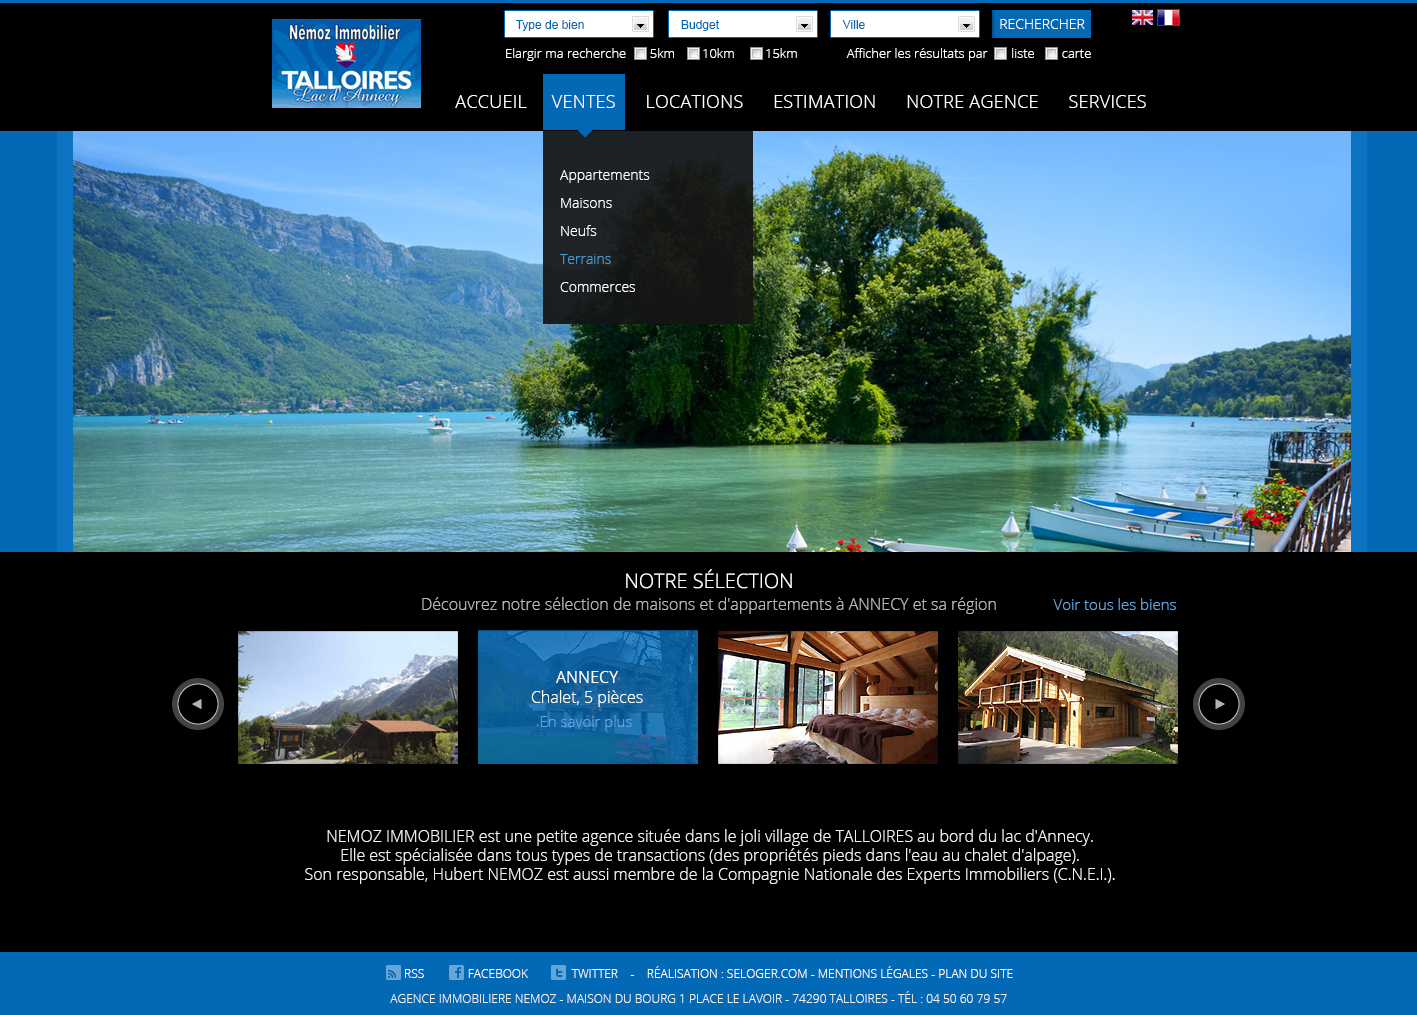 Némoz Immobilier
TALLOIRES
Lac d'Annecy
Type de bien
Budget
Ville
RECHERCHER
Elargir ma recherche 5km 10km 15km
Afficher les résultats par liste carte
ACCUEIL VENTES LOCATIONS ESTIMATION NOTRE AGENCE SERVICES
Appartements
Maisons
Neufs
Terrains
Commerces
NOTRE SÉLECTION
Découvrez notre sélection de maisons et d'appartements à ANNECY et sa région
Voir tous les biens
ANNECY
Chalet, 5 pièces
En savoir plus
NEMOZ IMMOBILIER est une petite agence située dans le joli village de TALLOIRES au bord du lac d'Annecy.
Elle est spécialisée dans tous types de transactions (des propriétés pieds dans l'eau au chalet d'alpage).
Son responsable, Hubert NEMOZ est aussi membre de la Compagnie Nationale des Experts Immobiliers (C.N.E.I.).
RSS FACEBOOK TWITTER - RÉALISATION : SELOGER.COM - MENTIONS LÉGALES - PLAN DU SITE
AGENCE IMMOBILIERE NEMOZ - MAISON DU BOURG 1 PLACE LE LAVOIR - 74290 TALLOIRES - TÉL : 04 50 60 79 57